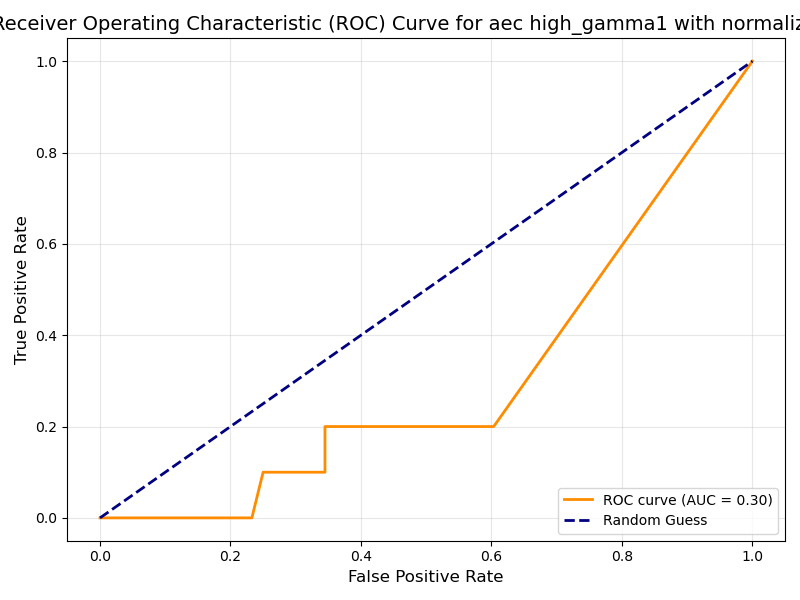 Receiver Operating Characteristic (ROC) Curve for aec high_gamma1 with normaliz
1.0
0.8
0.6
0.4
0.2
0.0
True Positive Rate
0.0 0.2 0.4 0.6 0.8 1.0
False Positive Rate
ROC curve (AUC = 0.30)
Random Guess